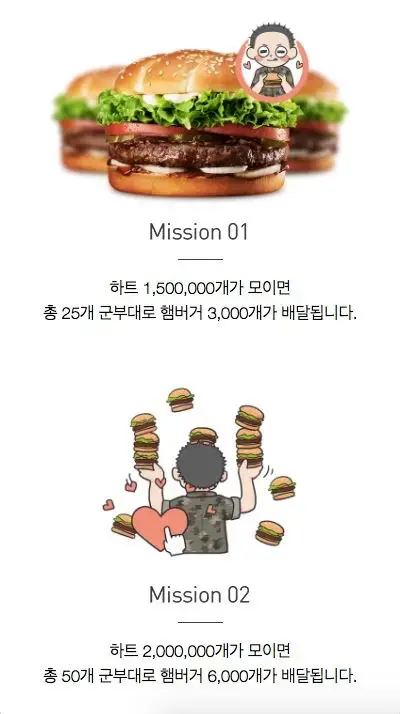 Mission 01
하트 1,500,000개가 모이면
총 25개 군부대로 햄버거 3,000개가 배달됩니다.
Mission 02
하트 2,000,000개가 모이면
총 50개 군부대로 햄버거 6,000개가 배달됩니다.